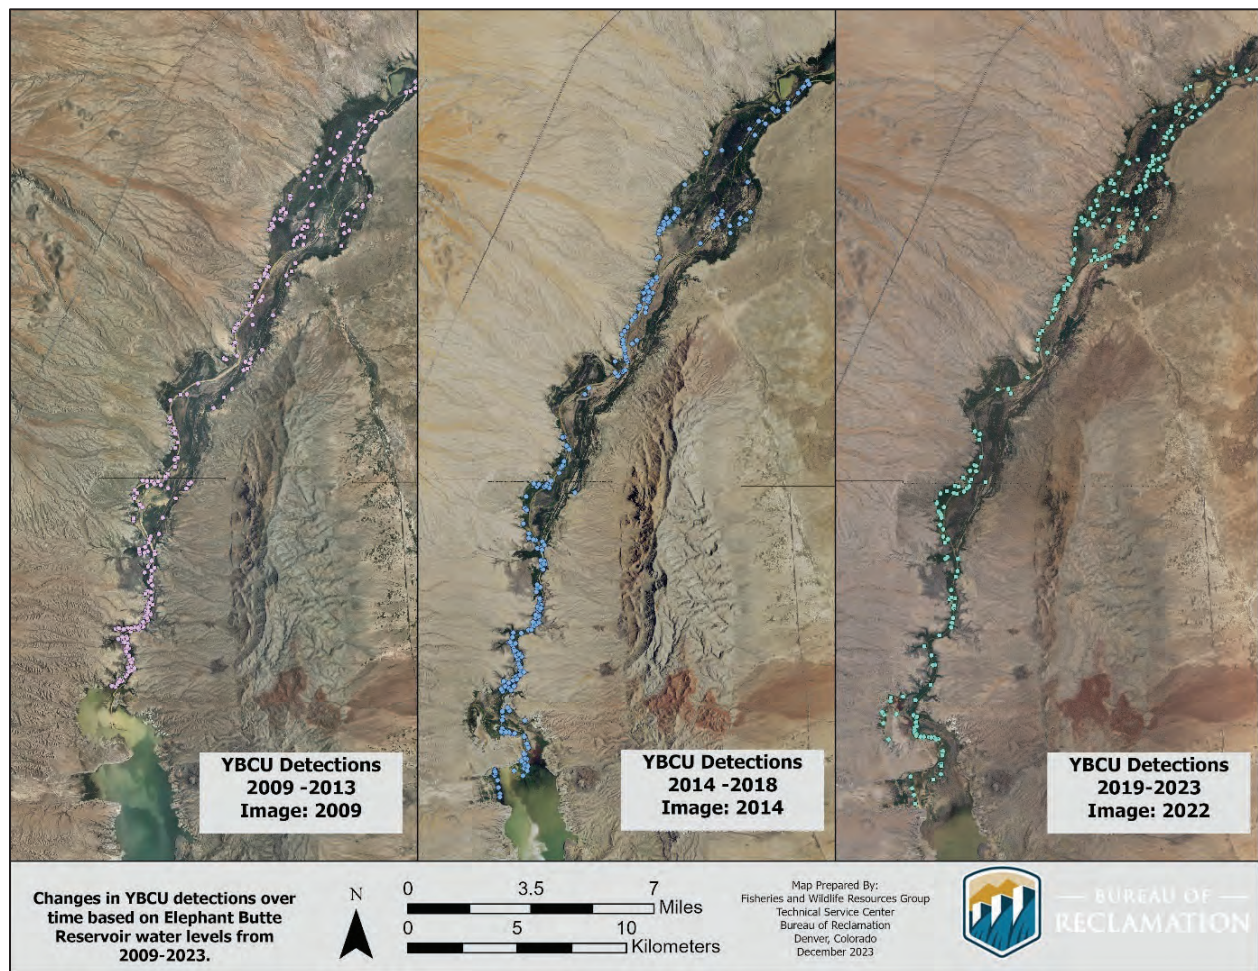 YBCU Detections
2009 -2013
Image: 2009
YBCU Detections
2014 -2018
Image: 2014
YBCU Detections
2019-2023
Image: 2022
Changes in YBCU detections over
time based on Elephant Butte
Reservoir water levels from
2009-2023.
N
0 3.5 7
Miles
0 5 10
Kilometers
Map Prepared By:
Fisheries and Wildlife Resources Group
Technical Service Center
Bureau of Reclamation
Denver, Colorado
December 2023
BUREAU OF
RECLAMATION